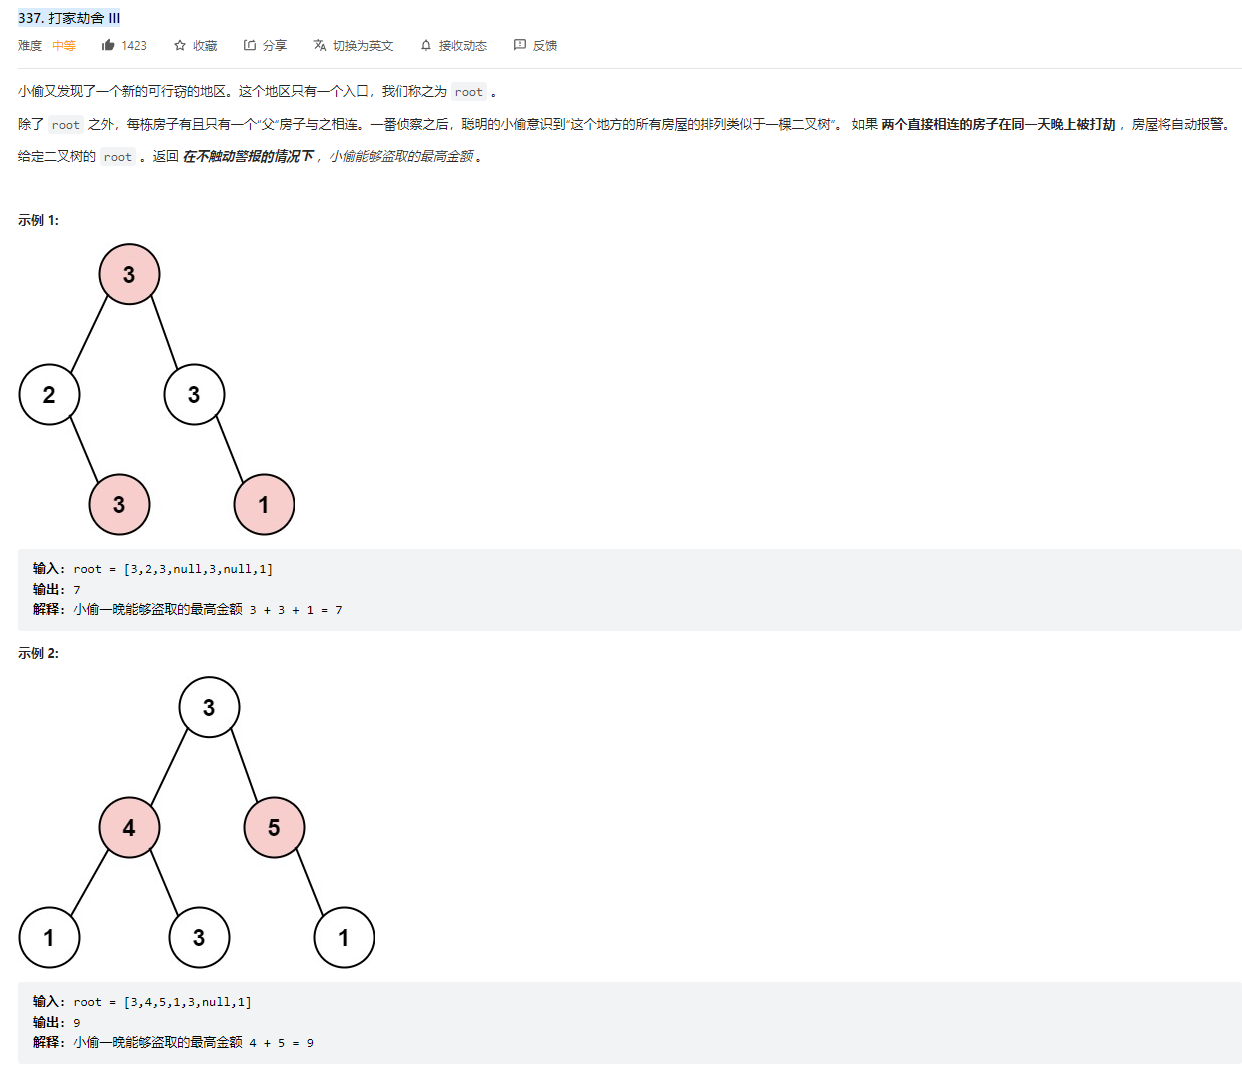 337. 打家劫舍 III
难度 中等 1423 收藏 分享 切换为英文 接收动态 反馈
小偷又发现了一个新的可行窃的地区。这个地区只有一个入口，我们称之为 root 。
除了 root 之外，每栋房子有且只有一个“父“房子与之相连。一番侦察之后，聪明的小偷意识到“这个地方的所有房屋的排列类似于一棵二叉树”。 如果 两个直接相连的房子在同一天晚上被打劫 ，房屋将自动报警。
给定二叉树的 root 。返回 在不触动警报的情况下 ，小偷能够盗取的最高金额 。
示例 1:
3
2 3
3 1
输入: root = [3,2,3,null,3,null,1]
输出: 7
解释: 小偷一晚能够盗取的最高金额 3 + 3 + 1 = 7
示例 2:
3
4 5
1 3 1
输入: root = [3,4,5,1,3,null,1]
输出: 9
解释: 小偷一晚能够盗取的最高金额 4 + 5 = 9